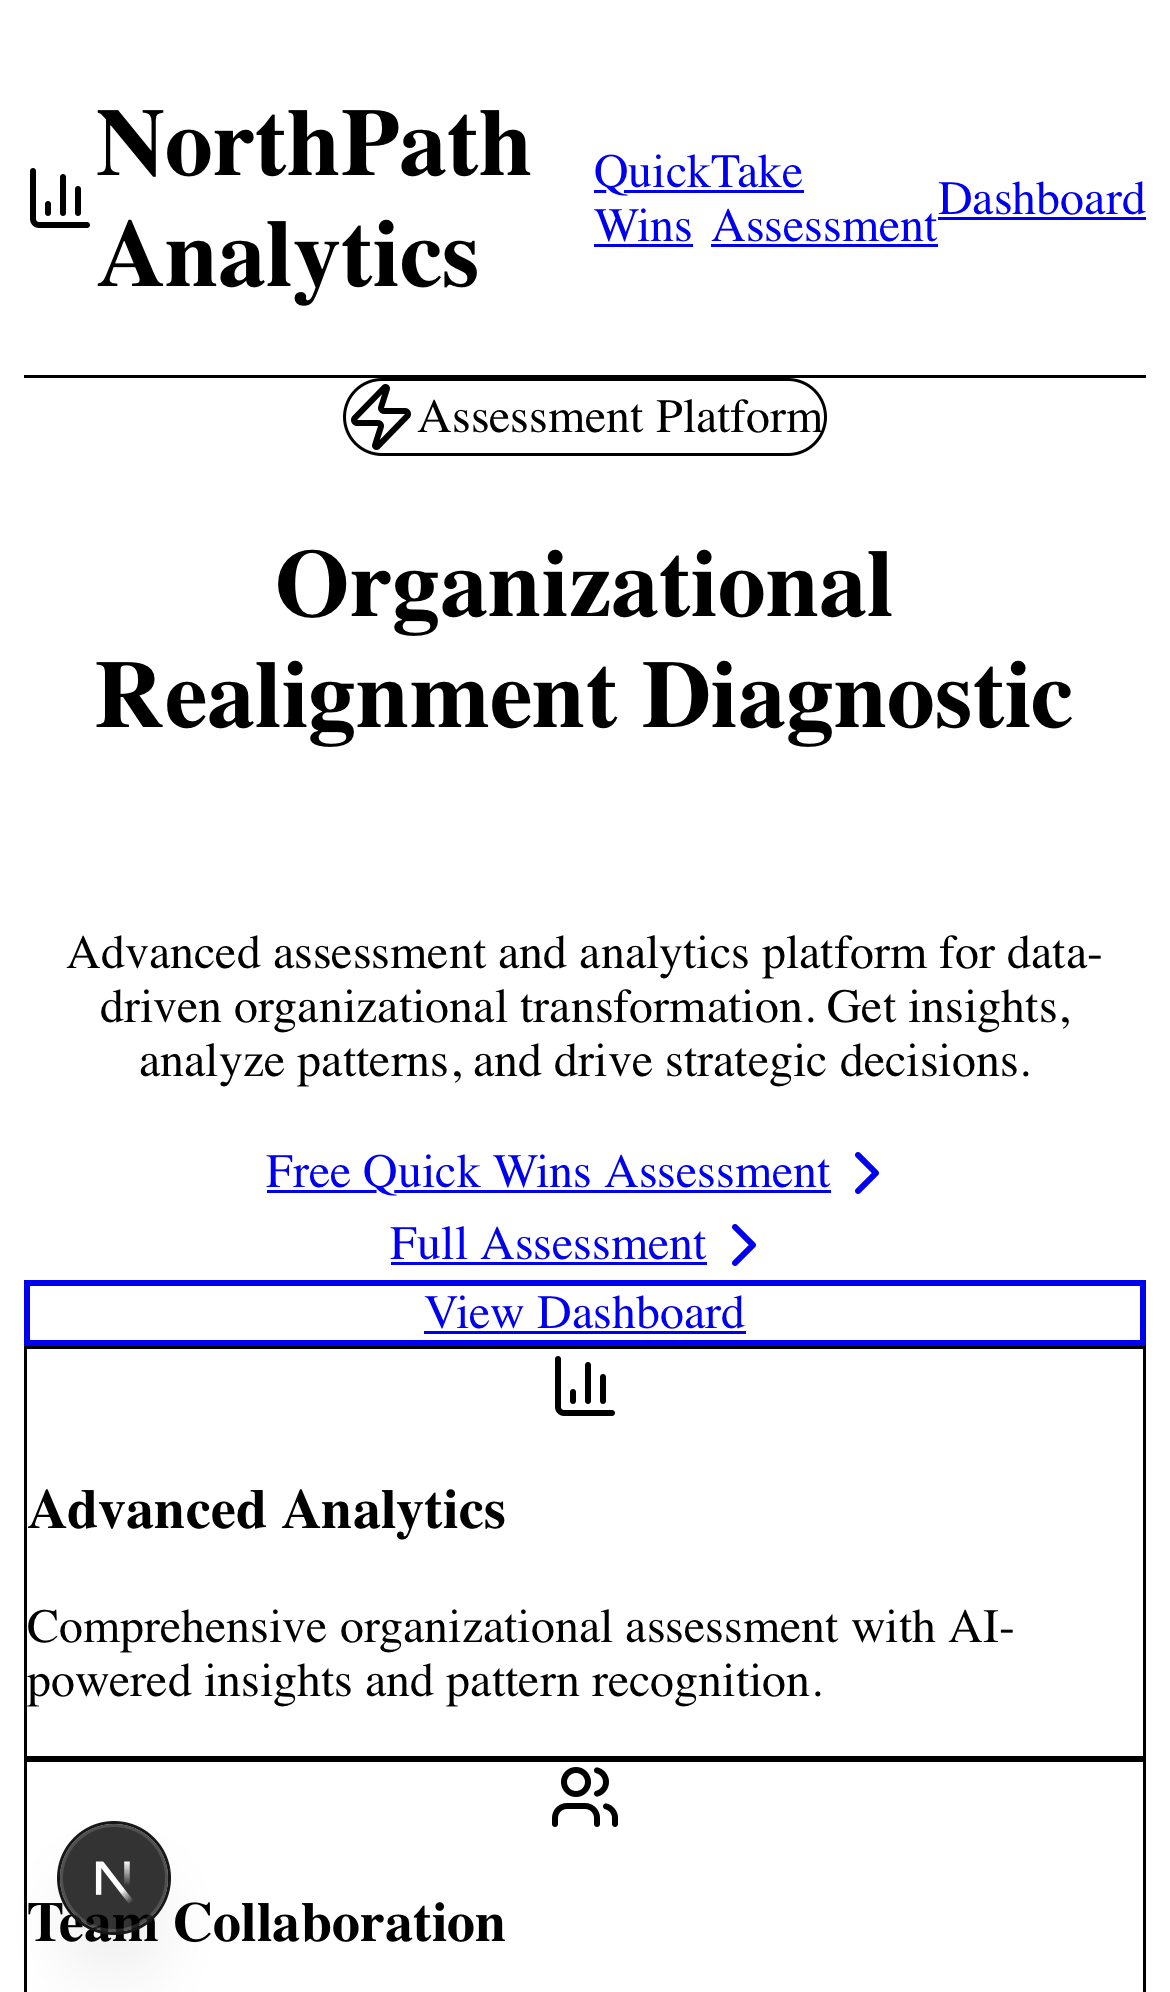 NorthPath
Analytics
Quick
Wins
Take
Assessment
Dashboard
Assessment Platform
Organizational
Realignment Diagnostic
Advanced assessment and analytics platform for data-
driven organizational transformation. Get insights,
analyze patterns, and drive strategic decisions.
Free Quick Wins Assessment
Full Assessment
View Dashboard
Advanced Analytics
Comprehensive organizational assessment with AI-
powered insights and pattern recognition.
N
Team Collaboration